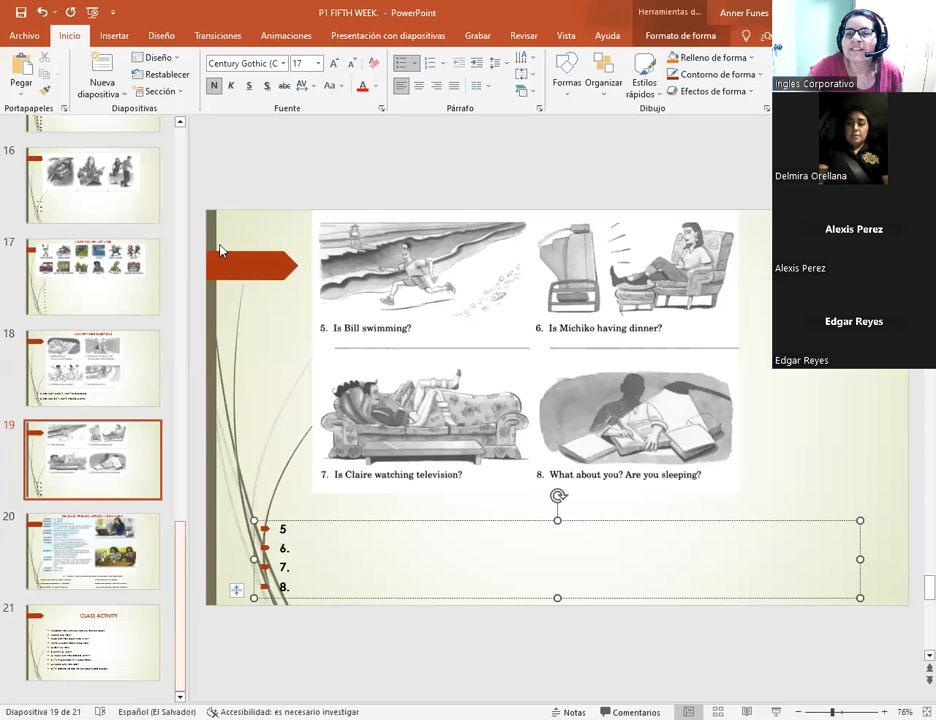 P1 FIFTH WEEK. - PowerPoint
Herramientas d...
Anner Funes
Archivo Inicio Insertar Diseño Transiciones Animaciones Presentación con diapositivas Grabar Revisar Vista Ayuda Formato de forma
Pegar
Nueva diapositiva
Diseño
Restablecer
Sección
Century Gothic (C 17
N K S abc AV Aa A
Formas Organizar Estilos rápidos
Relleno de forma
Contorno de forma
Efectos de forma
Portapapeles Diapositivas Fuente Párrafo Dibujo
Ingles Corporativo
Delmira Orellana
Alexis Perez
Alexis Perez
Edgar Reyes
Edgar Reyes
16
17
18
19
20
21
CLASS ACTIVITY
5. Is Bill swimming?
6. Is Michiko having dinner?
7. Is Claire watching television?
8. What about you? Are you sleeping?
5
6.
7.
8.
Diapositiva 19 de 21 Español (El Salvador) Accesibilidad: es necesario investigar Notas Comentarios 76%